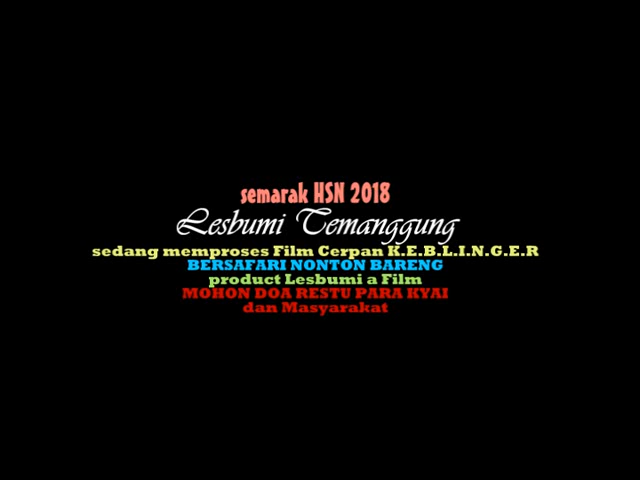 semarak HSN 2018
Lesbumi Temanggung
sedang memproses Film Cerpan K.E.B.L.I.N.G.E.R
BERSAFARI NONTON BARENG
product Lesbumi a Film
MOHON DOA RESTU PARA KYAI
dan Masyarakat